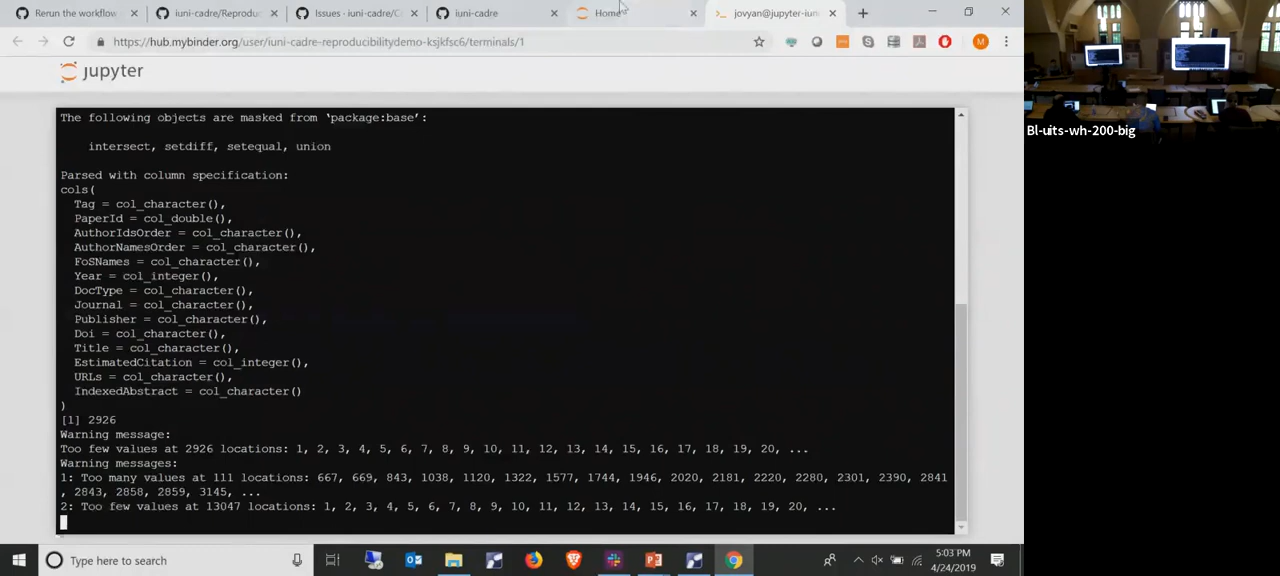 Rerun the workflow
iuni-cadre/Reproduc
Issues · iuni-cadre/C
iuni-cadre
Home
jovyan@jupyter-iuni
https://hub.mybinder.org/user/iuni-cadre-reproducibilitydemo-ksjkfsc6/terminals/1
M
jupyter
The following objects are masked from ‘package:base’:
intersect, setdiff, setequal, union
Parsed with column specification:
cols(
Tag = col_character(),
PaperId = col_double(),
AuthorIdsOrder = col_character(),
AuthorNamesOrder = col_character(),
FoSNames = col_character(),
Year = col_integer(),
DocType = col_character(),
Journal = col_character(),
Publisher = col_character(),
Doi = col_character(),
Title = col_character(),
EstimatedCitation = col_integer(),
URLs = col_character(),
IndexedAbstract = col_character()
)
[1] 2926
Warning message:
Too few values at 2926 locations: 1, 2, 3, 4, 5, 6, 7, 8, 9, 10, 11, 12, 13, 14, 15, 16, 17, 18, 19, 20, ...
Warning messages:
1: Too many values at 111 locations: 667, 669, 843, 1038, 1120, 1322, 1577, 1744, 1946, 2020, 2181, 2220, 2280, 2301, 2390, 2841
, 2843, 2858, 2859, 3145, ...
2: Too few values at 13047 locations: 1, 2, 3, 4, 5, 6, 7, 8, 9, 10, 11, 12, 13, 14, 15, 16, 17, 18, 19, 20, ...
Type here to search
5:03 PM
4/24/2019
Bl-uits-wh-200-big